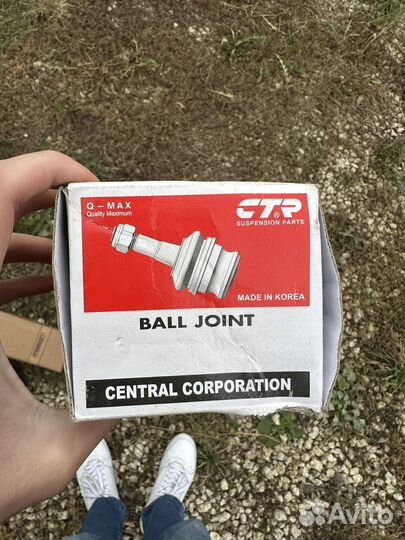 Q–MAX
Quality Maximum
CTR®
SUSPENSION PARTS
MADE IN KOREA
BALL JOINT
CENTRAL CORPORATION
Avito